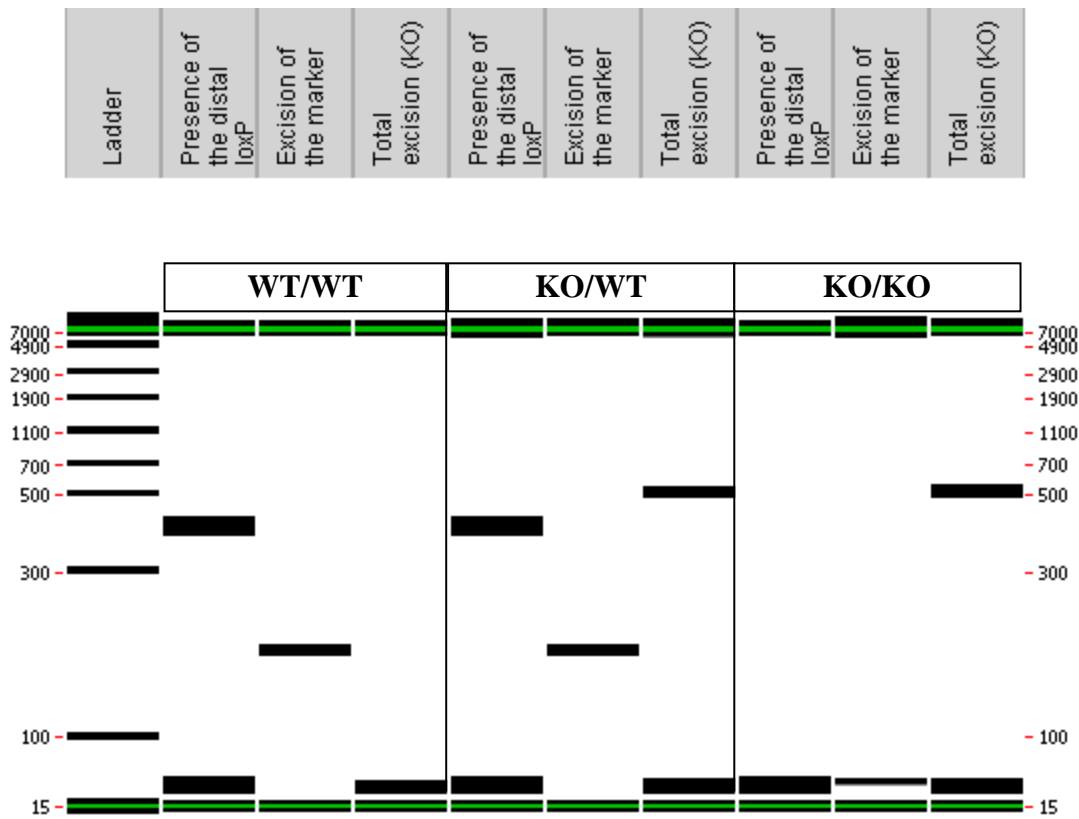 Ladder
Presence of
the distal
loxP
Excision of
the marker
Total
excision (KO)
Presence of
the distal
loxP
Excision of
the marker
Total
excision (KO)
Presence of
the distal
loxP
Excision of
the marker
Total
excision (KO)
WT/WT KO/WT KO/KO
7000 7000
4900 4900
2900 2900
1900 1900
1100 1100
700 700
500 500
300 300
100 100
15 15